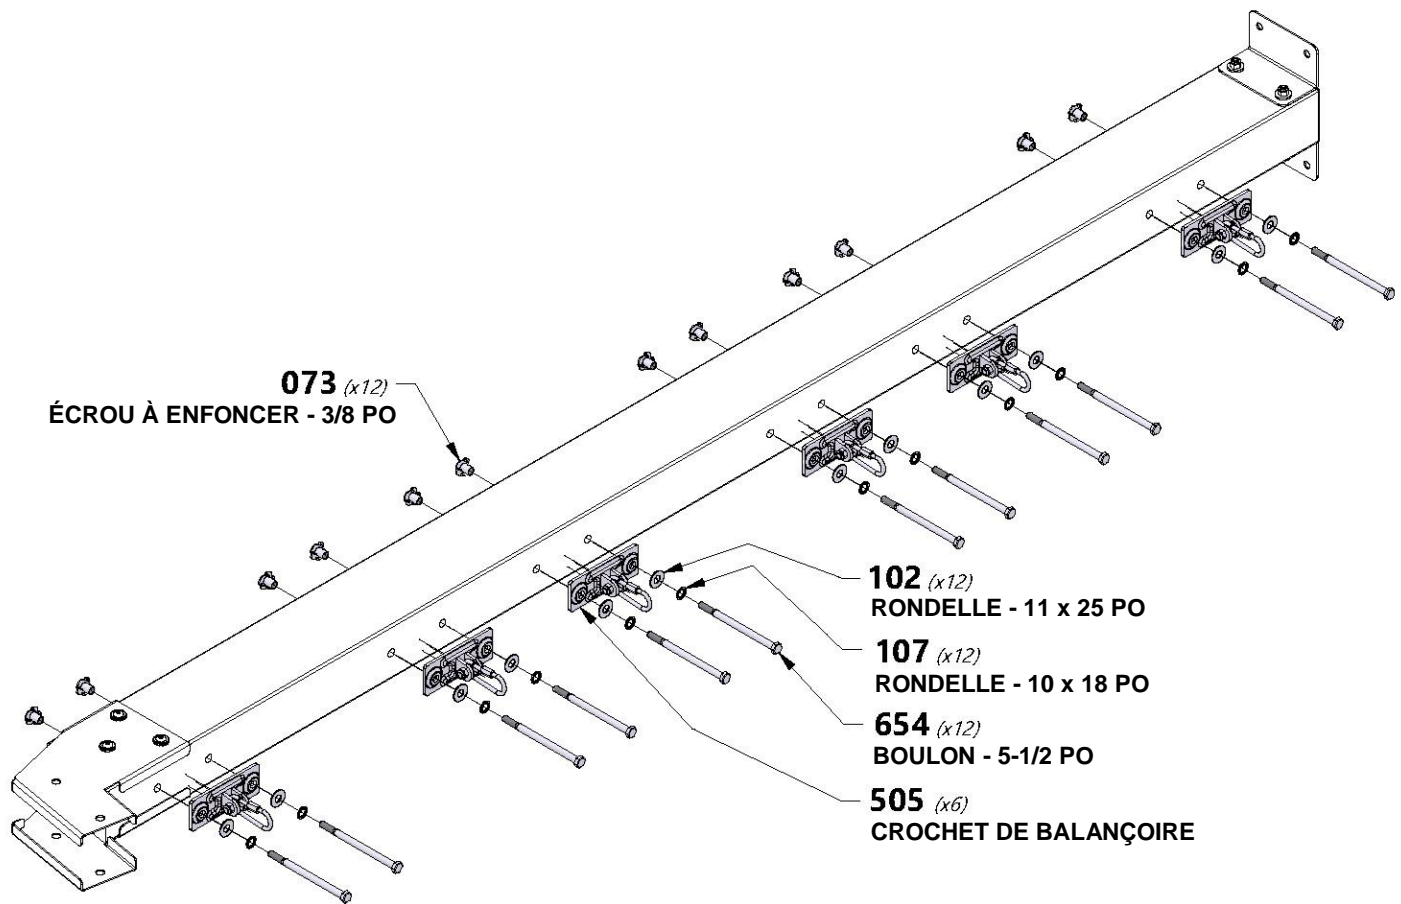 073 (x12)
ÉCROU À ENFONCER - 3/8 PO
102 (x12)
RONDELLE - 11 x 25 PO
107 (x12)
RONDELLE - 10 x 18 PO
654 (x12)
BOULON - 5-1/2 PO
505 (x6)
CROCHET DE BALANÇOIRE